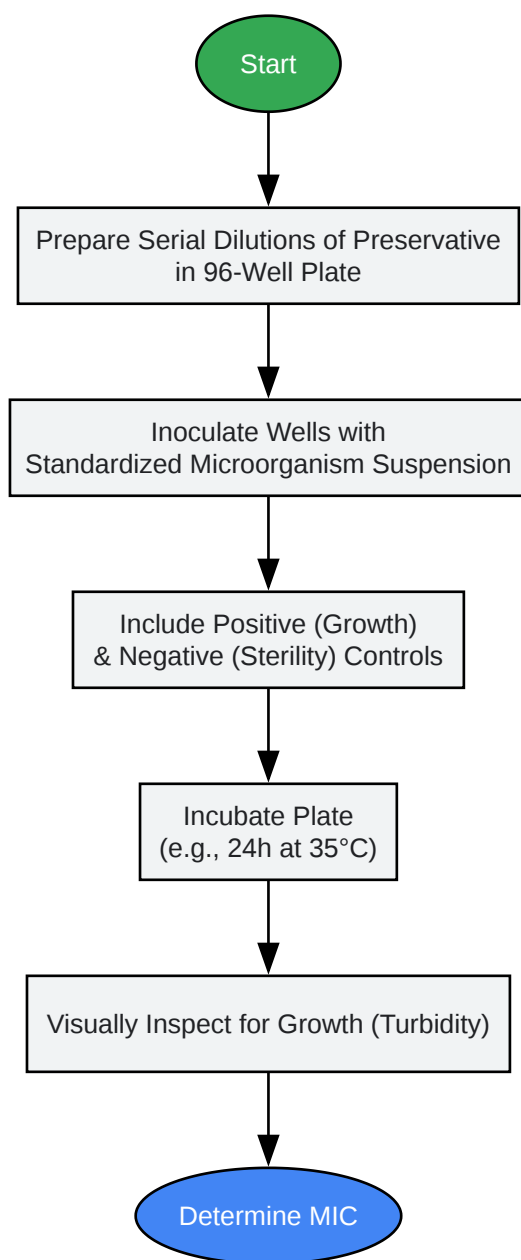 Start
Prepare Serial Dilutions of Preservative
in 96-Well Plate
Inoculate Wells with
Standardized Microorganism Suspension
Include Positive (Growth)
& Negative (Sterility) Controls
Incubate Plate
(e.g., 24h at 35°C)
Visually Inspect for Growth (Turbidity)
Determine MIC